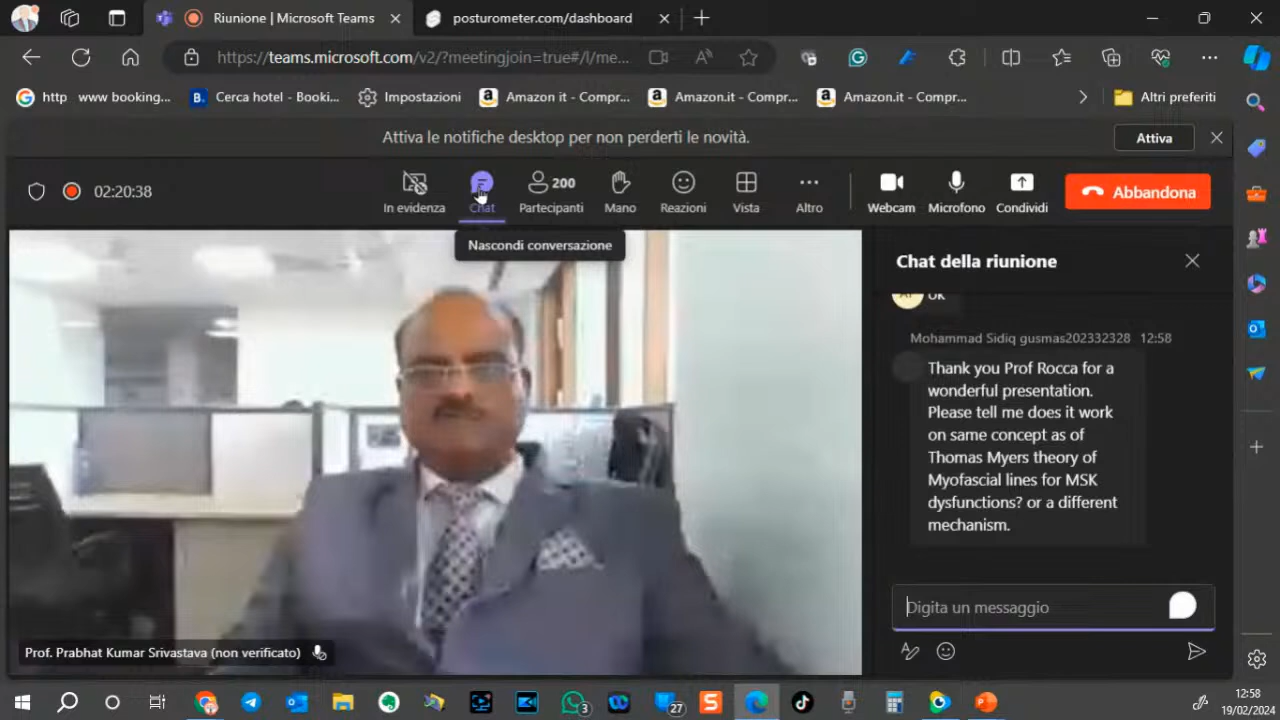 Riunione | Microsoft Teams
posturometer.com/dashboard
https://teams.microsoft.com/v2/?meetingjoin=true#/l/me...
http www booking...
B. Cerca hotel - Booki...
Impostazioni
Amazon it - Compr...
Amazon.it - Compr...
Amazon.it - Compr...
Altri preferiti
Attiva le notifiche desktop per non perderti le novità.
Attiva
02:20:38
In evidenza
Chat
200
Partecipanti
Mano
Reazioni
Vista
Altro
Webcam
Microfono
Condividi
Abbandona
Nascondi conversazione
Chat della riunione
ok
Mohammad Sidiq gusmas202332328 12:58
Thank you Prof Rocca for a
wonderful presentation.
Please tell me does it work
on same concept as of
Thomas Myers theory of
Myofascial lines for MSK
dysfunctions? or a different
mechanism.
Digita un messaggio
Prof. Prabhat Kumar Srivastava (non verificato)
3
27
12:58
19/02/2024